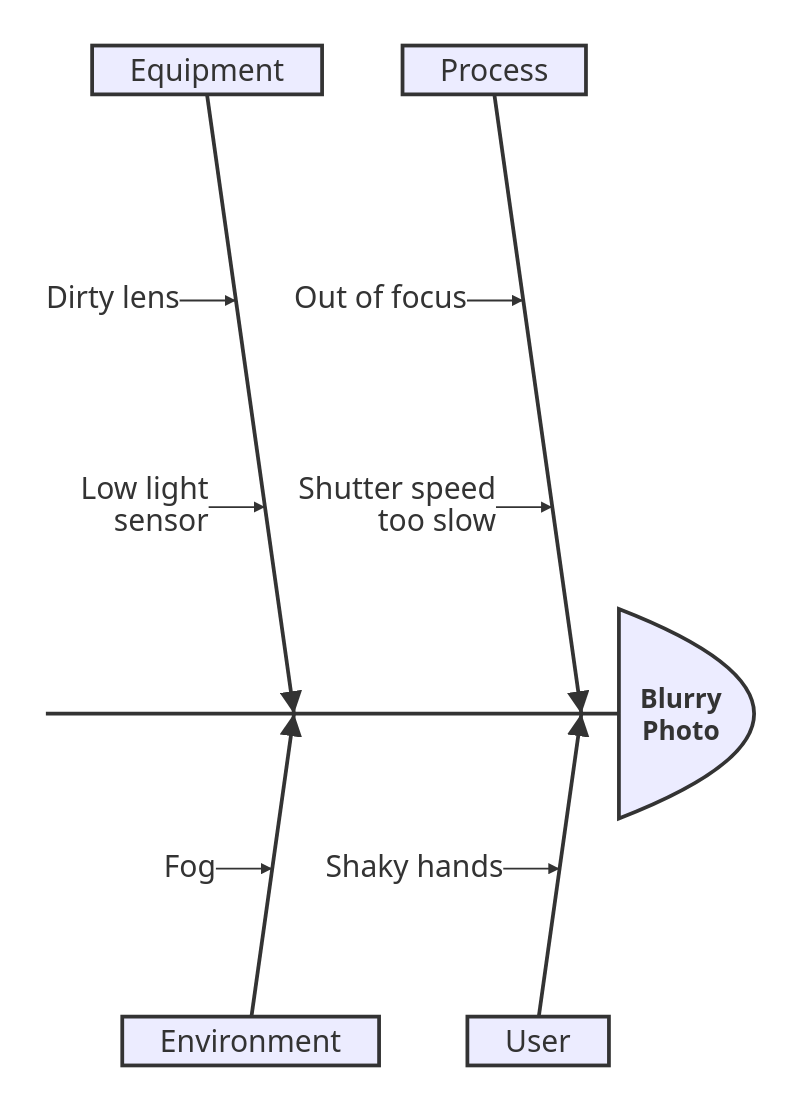 Equipment
Process
Dirty lens
Out of focus
Low light
sensor
Shutter speed
too slow
Blurry
Photo
Fog
Shaky hands
Environment
User